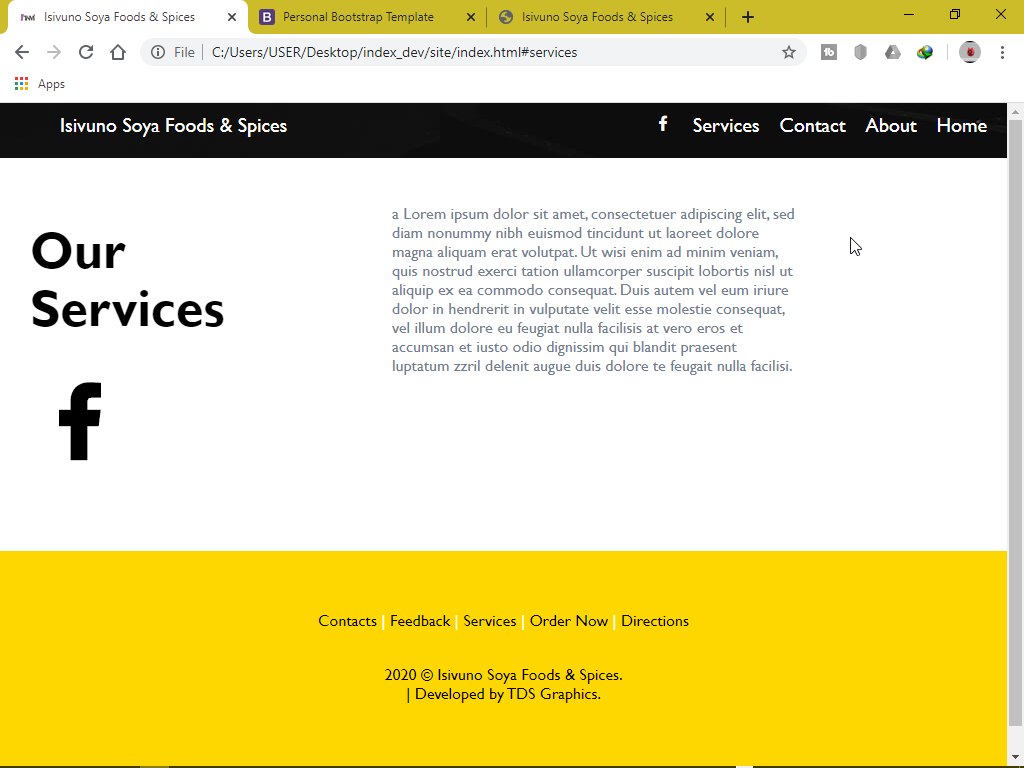 Isivuno Soya Foods & Spices
Personal Bootstrap Template
Isivuno Soya Foods & Spices
File
C:/Users/USER/Desktop/index_dev/site/index.html#services
Apps
Isivuno Soya Foods & Spices
Services Contact About Home
Our
Services
a Lorem ipsum dolor sit amet, consectetuer adipiscing elit, sed
diam nonummy nibh euismod tincidunt ut laoreet dolore
magna aliquam erat volutpat. Ut wisi enim ad minim veniam,
quis nostrud exerci tation ullamcorper suscipit lobortis nisl ut
aliquip ex ea commodo consequat. Duis autem vel eum iriure
dolor in hendrerit in vulputate velit esse molestie consequat,
vel illum dolore eu feugiat nulla facilisis at vero eros et
accumsan et iusto odio dignissim qui blandit praesent
luptatum zzril delenit augue duis dolore te feugait nulla facilisi.
Contacts | Feedback | Services | Order Now | Directions
2020 © Isivuno Soya Foods & Spices.
| Developed by TDS Graphics.